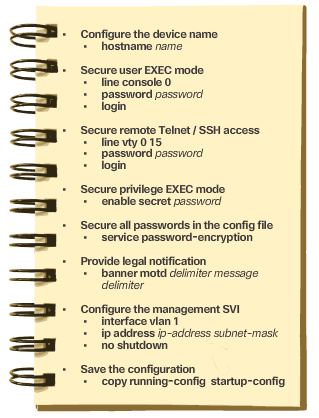 Configure the device name
hostname name
Secure user EXEC mode
line console 0
password password
login
Secure remote Telnet / SSH access
line vty 0 15
password password
login
Secure privilege EXEC mode
enable secret password
Secure all passwords in the config file
service password-encryption
Provide legal notification
banner motd delimiter message
delimiter
Configure the management SVI
interface vlan 1
ip address ip-address subnet-mask
no shutdown
Save the configuration
copy running-config startup-config